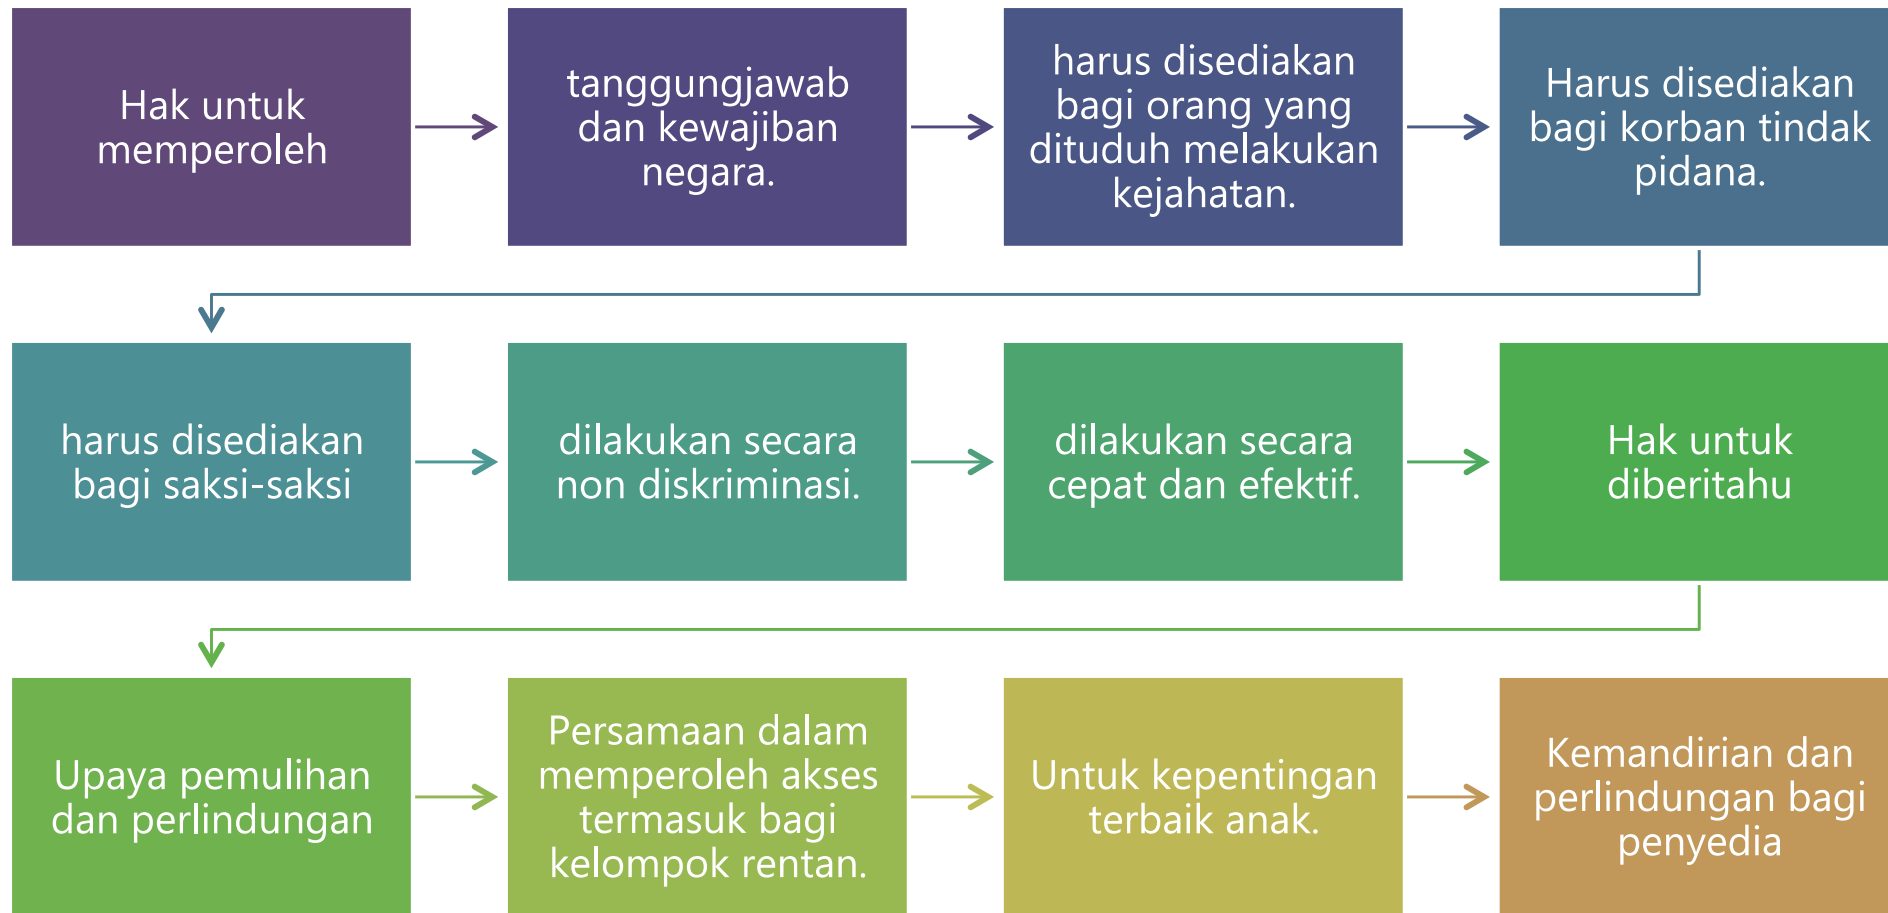 Hak untuk
memperoleh
tanggungjawab
dan kewajiban
negara.
harus disediakan
bagi orang yang
dituduh melakukan
kejahatan.
Harus disediakan
bagi korban tindak
pidana.
harus disediakan
bagi saksi-saksi
dilakukan secara
non diskriminasi.
dilakukan secara
cepat dan efektif.
Hak untuk
diberitahu
Upaya pemulihan
dan perlindungan
Persamaan dalam
memperoleh akses
termasuk bagi
kelompok rentan.
Untuk kepentingan
terbaik anak.
Kemandirian dan
perlindungan bagi
penyedia